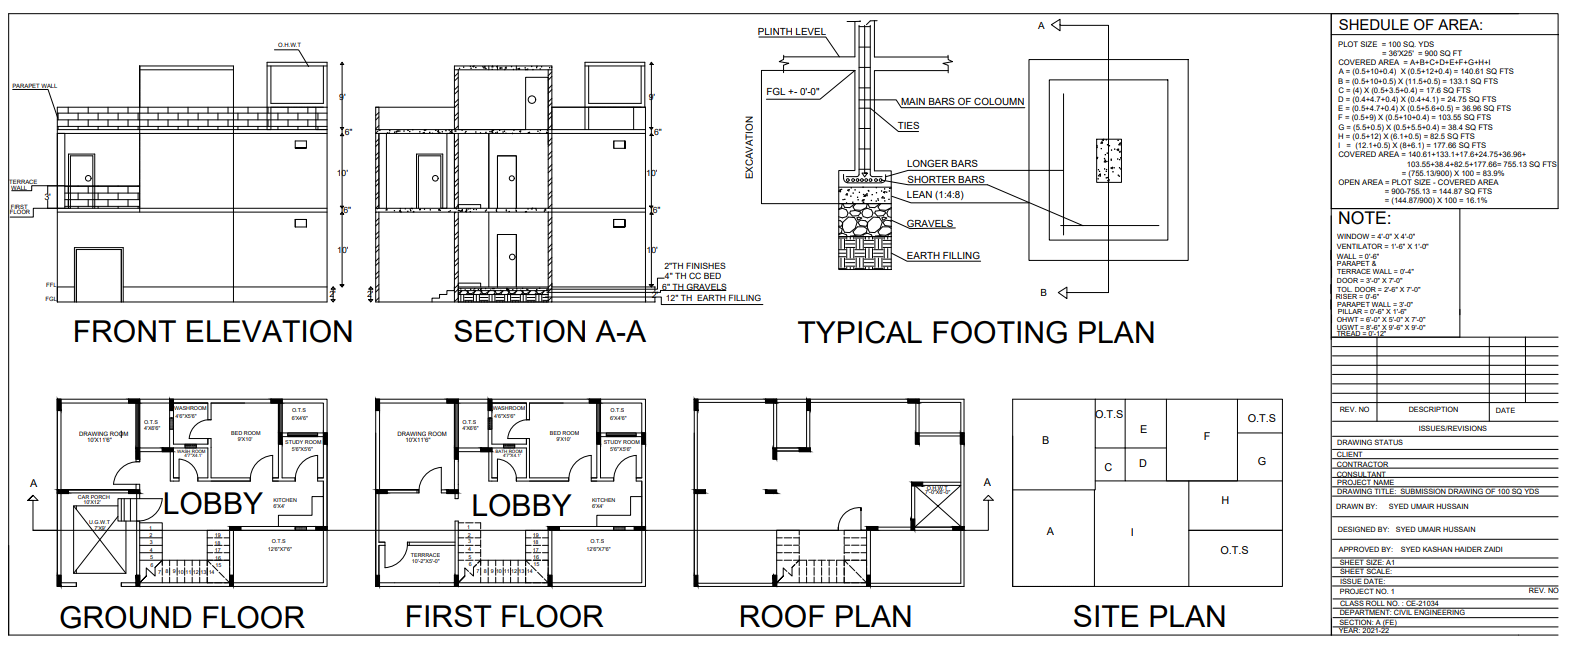 O.H.W.T
PARAPET WALL
TERRACE
WALL
FIRST
FLOOR
3'
FFL
FGL
9'
6"
10'
6"
10'
2'
FRONT ELEVATION
9'
6"
10'
6"
10'
2'
2"TH FINISHES
4" TH CC BED
6" TH GRAVELS
12" TH EARTH FILLING
SECTION A-A
PLINTH LEVEL
FGL +- 0'-0"
EXCAVATION
MAIN BARS OF COLOUMN
TIES
LONGER BARS
SHORTER BARS
LEAN (1:4:8)
GRAVELS
EARTH FILLING
A
B
TYPICAL FOOTING PLAN
SHEDULE OF AREA:
PLOT SIZE = 100 SQ. YDS
= 36'X25' = 900 SQ FT
COVERED AREA = A+B+C+D+E+F+G+H+I
A = (0.5+10+0.4) X (0.5+12+0.4) = 140.61 SQ FTS
B = (0.5+10+0.5) X (11.5+0.5) = 133.1 SQ FTS
C = (4) X (0.5+3.5+0.4) = 17.6 SQ FTS
D = (0.4+4.7+0.4) X (0.4+4.1) = 24.75 SQ FTS
E = (0.5+4.7+0.4) X (0.5+5.6+0.5) = 36.96 SQ FTS
F = (0.5+9) X (0.5+10+0.4) = 103.55 SQ FTS
G = (5.5+0.5) X (0.5+5.5+0.4) = 38.4 SQ FTS
H = (0.5+12) X (6.1+0.5) = 82.5 SQ FTS
I = (12.1+0.5) X (8+6.1) = 177.66 SQ FTS
COVERED AREA = 140.61+133.1+17.6+24.75+36.96+
103.55+38.4+82.5+177.66= 755.13 SQ FTS
= (755.13/900) X 100 = 83.9%
OPEN AREA = PLOT SIZE - COVERED AREA
= 900-755.13 = 144.87 SQ FTS
= (144.87/900) X 100 = 16.1%
NOTE:
WINDOW = 4'-0" X 4'-0"
VENTILATOR = 1'-6" X 1'-0"
WALL = 0'-6"
PARAPET &
TERRACE WALL = 0'-4"
DOOR = 3'-0" X 7'-0"
TOL. DOOR = 2'-6" X 7'-0"
RISER = 0'-6"
PARAPET WALL = 3'-0"
PILLAR = 0'-6" X 1'-6"
OHWT = 6'-0" X 5'-0" X 7'-0"
UGWT = 8'-6" X 9'-6" X 9'-0"
TREAD = 0'-12"
REV. NO DESCRIPTION DATE
ISSUES/REVISIONS
DRAWING STATUS
CLIENT
CONTRACTOR
CONSULTANT
PROJECT NAME
DRAWING TITLE: SUBMISSION DRAWING OF 100 SQ YDS
DRAWN BY: SYED UMAIR HUSSAIN
DESIGNED BY: SYED UMAIR HUSSAIN
APPROVED BY: SYED KASHAN HAIDER ZAIDI
SHEET SIZE: A1
SHEET SCALE:
ISSUE DATE:
PROJECT NO. 1 REV. NO
CLASS ROLL NO. : CE-21034
DEPARTMENT: CIVIL ENGINEERING
SECTION: A (FE)
YEAR: 2021-22
A
DRAWING ROOM
10'X11'6"
O.T.S
4'X6'6"
WASHROOM
4'6"X5'6"
WASH ROOM
4'7"X4.1'
BED ROOM
9'X10'
O.T.S
6'X4'6"
STUDY ROOM
5'6"X5'6"
CAR PORCH
10'X12'
U.G.W.T
LOBBY
KITCHEN
6'X4'
O.T.S
12'6"X7'6"
1
2
3
4
5
6
7 8 9 10 11 12 13 14
15
16
17
18
19
GROUND FLOOR
DRAWING ROOM
10'X11'6"
O.T.S
4'X6'6"
WASHROOM
4'6"X5'6"
BATH ROOM
4'7"X4.1'
BED ROOM
9'X10'
O.T.S
6'X4'6"
STUDY ROOM
5'6"X5'6"
LOBBY
KITCHEN
6'X4'
TERRRACE
10'-2"X5'-0"
O.T.S
12'6"X7'6"
1
2
3
4
5
6
7 8 9 10 11 12 13 14
15
16
17
18
19
FIRST FLOOR
O.H.W.T
A
ROOF PLAN
B
O.T.S
E
F
O.T.S
C
D
G
H
A
I
O.T.S
SITE PLAN